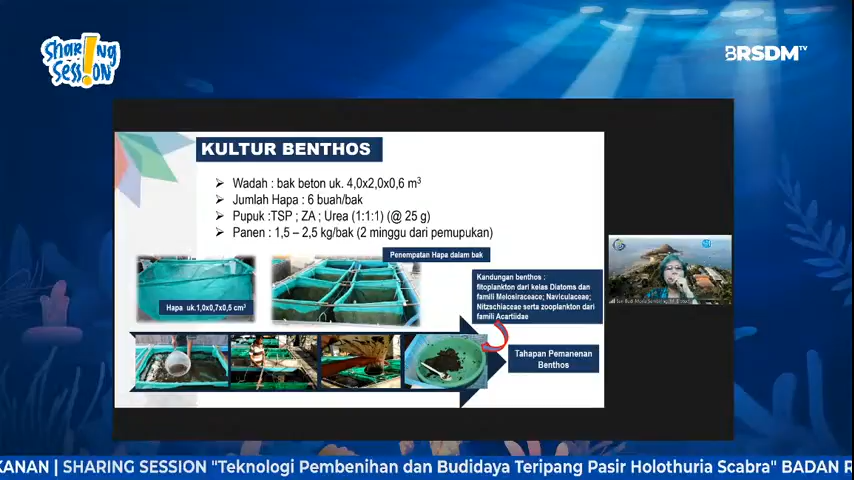 SHARING
SESSION
BRSDM TV
KULTUR BENTHOS
Wadah : bak beton uk. 4,0x2,0x0,6 m³
Jumlah Hapa : 6 buah/bak
Pupuk :TSP ; ZA ; Urea (1:1:1) (@ 25 g)
Panen : 1,5 – 2,5 kg/bak (2 minggu dari pemupukan)
Penempatan Hapa dalam bak
Hapa uk.1,0x0,7x0,5 cm³
Kandungan benthos :
fitoplankton dari kelas Diatoms dan
famili Melosiraceace; Naviculaceae;
Nitzschiaceae serta zooplankton dari
famili Acartiidae
Tahapan Pemanenan
Benthos
KANAN | SHARING SESSION "Teknologi Pembenihan dan Budidaya Teripang Pasir Holothuria Scabra" BADAN R